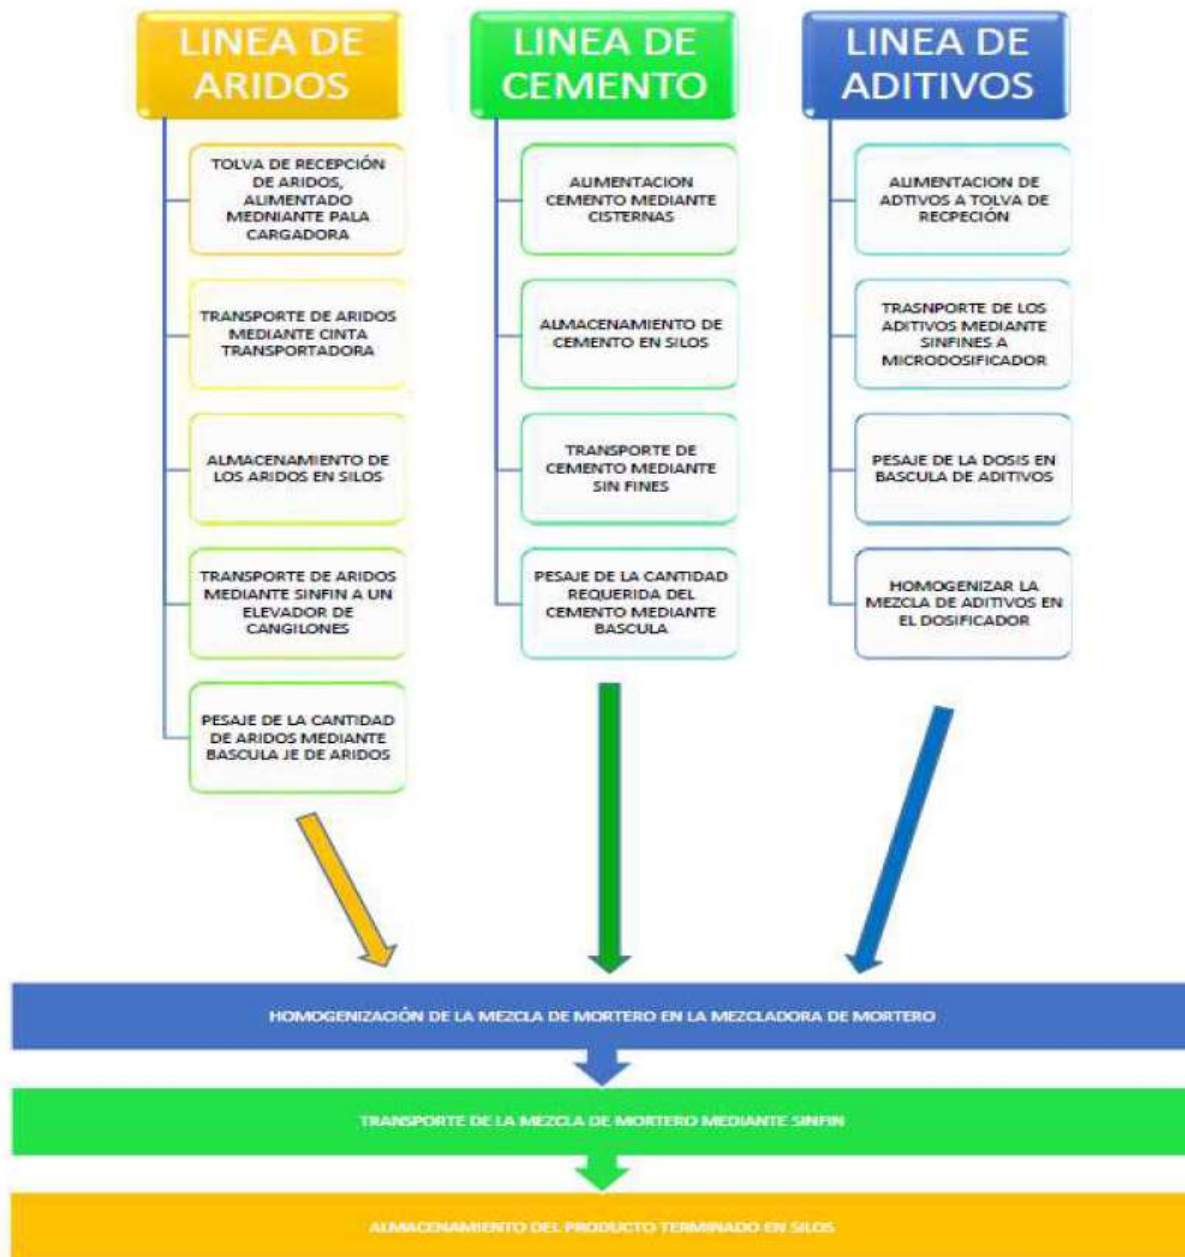 LINEA DE
ARIDOS
TOLVA DE RECEPCIÓN
DE ARIDOS,
ALIMENTADO
MEDNIANTE PALA
CARGADORA
TRANSPORTE DE ARIDOS
MEDIANTE CINTA
TRANSPORTADORA
ALMACENAMIENTO DE
LOS ARIDOS EN SILOS
TRANSPORTE DE ARIDOS
MEDIANTE SINFIN A UN
ELEVADOR DE
CANGILONES
PESAJE DE LA CANTIDAD
DE ARIDOS MEDIANTE
BASCULA JE DE ARIDOS
LINEA DE
CEMENTO
ALIMENTACION
CEMENTO MEDIANTE
CISTERNAS
ALMACENAMIENTO DE
CEMENTO EN SILOS
TRANSPORTE DE
CEMENTO MEDIANTE
SIN FINES
PESAJE DE LA CANTIDAD
REQUERIDA DEL
CEMENTO MEDIANTE
BASCULA
LINEA DE
ADITIVOS
ALIMENTACION DE
ADTIVOS A TOLVA DE
RECPECIÓN
TRASNPORTE DE LOS
ADITIVOS MEDIANTE
SINFINES A
MICRODOSIFICADOR
PESAJE DE LA DOSIS EN
BASCULA DE ADITIVOS
HOMOGENIZAR LA
MEZCLA DE ADITIVOS EN
EL DOSIFICADOR
HOMOGENIZACIÓN DE LA MEZCLA DE MORTERO EN LA MEZCLADORA DE MORTERO
TRANSPORTE DE LA MEZCLA DE MORTERO MEDIANTE SINFIN
ALMACENAMIENTO DEL PRODUCTO TERMINADO EN SILOS